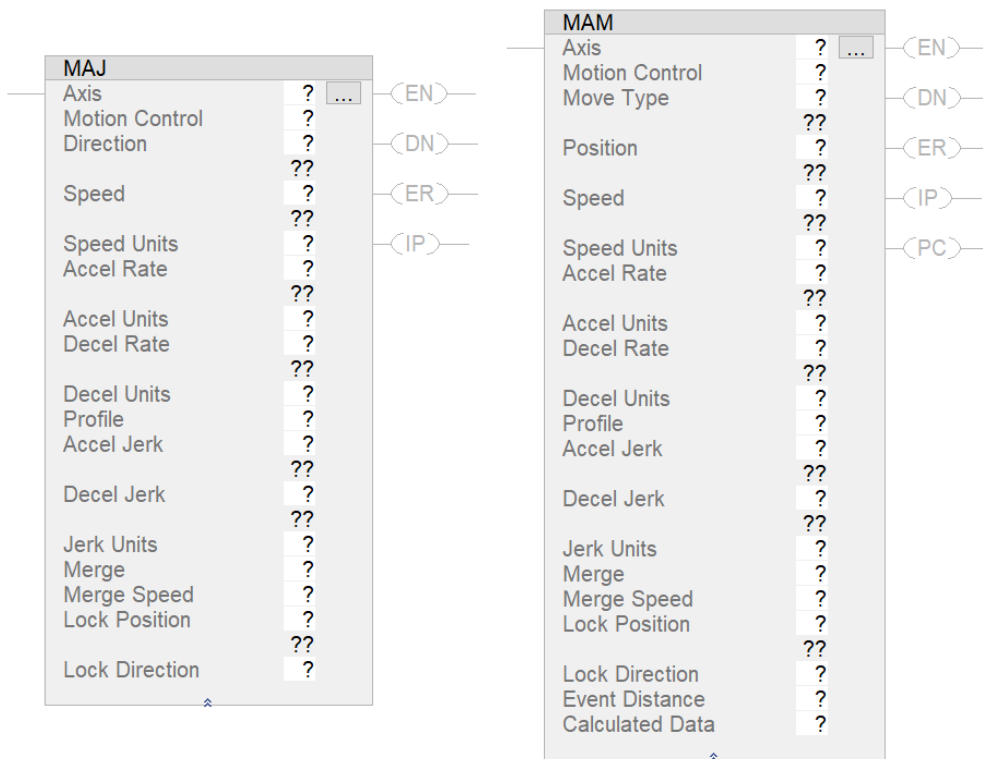 MAJ
Axis ? ... EN
Motion Control ?
Direction ? DN
??
Speed ? ER
??
Speed Units ? IP
Accel Rate ?
??
Accel Units ?
Decel Rate ?
??
Decel Units ?
Profile ?
Accel Jerk ?
??
Decel Jerk ?
??
Jerk Units ?
Merge ?
Merge Speed ?
Lock Position ?
??
Lock Direction ?
MAM
Axis ? ... EN
Motion Control ?
Move Type ? DN
??
Position ? ER
??
Speed ? IP
??
Speed Units ? PC
Accel Rate ?
??
Accel Units ?
Decel Rate ?
??
Decel Units ?
Profile ?
Accel Jerk ?
??
Decel Jerk ?
??
Jerk Units ?
Merge ?
Merge Speed ?
Lock Position ?
??
Lock Direction ?
Event Distance ?
Calculated Data ?